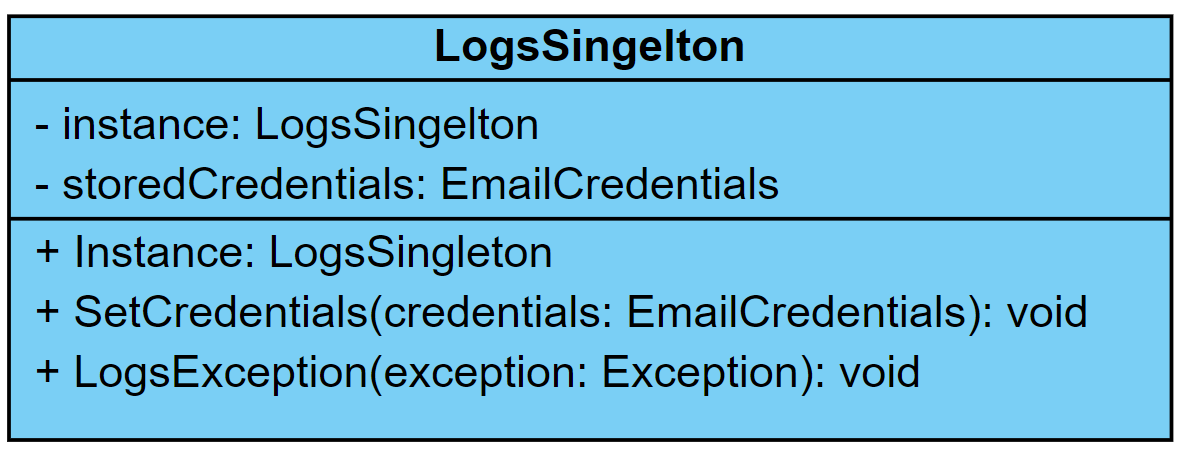 LogsSingelton
- instance: LogsSingelton
- storedCredentials: EmailCredentials
+ Instance: LogsSingleton
+ SetCredentials(credentials: EmailCredentials): void
+ LogsException(exception: Exception): void